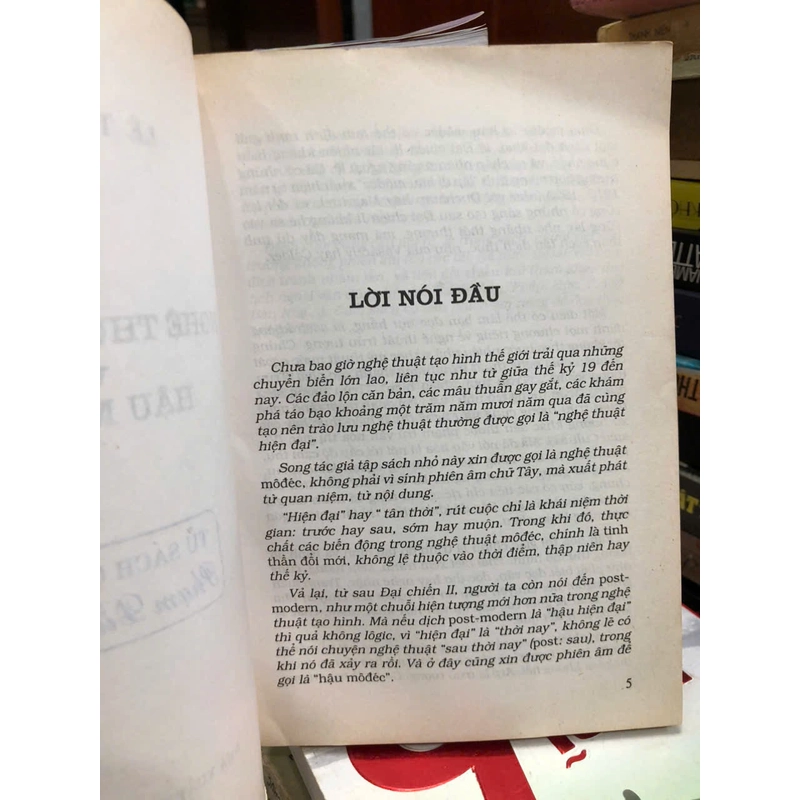 LỜI NÓI ĐẦU
Chưa bao giờ nghệ thuật tạo hình thế giới trải qua những
chuyển biến lớn lao, liên tục như từ giữa thế kỷ 19 đến
nay. Các đảo lộn căn bản, các mâu thuẫn gay gắt, các khám
phá táo bạo khoảng một trăm năm mươi năm qua đã cùng
tạo nên trào lưu nghệ thuật thường được gọi là “nghệ thuật
hiện đại”.
Song tác giả tập sách nhỏ này xin được gọi là nghệ thuật
môđéc, không phải vì sính phiên âm chữ Tây, mà xuất phát
từ quan niệm, từ nội dung.
“Hiện đại” hay “ tân thời”, rút cuộc chỉ là khái niệm thời
gian: trước hay sau, sớm hay muộn. Trong khi đó, thực
chất các biến động trong nghệ thuật môđéc, chính là tinh
thần đổi mới, không lệ thuộc vào thời điểm, thập niên hay
thế kỷ.
Vả lại, từ sau Đại chiến II, người ta còn nói đến post-
modern, như một chuỗi hiện tượng mới hơn nữa trong nghệ
thuật tạo hình. Mà nếu dịch post-modern là “hậu hiện đại”
thì quả không lôgic, vì “hiện đại” là “thời nay”, không lẽ có
thể nói chuyện nghệ thuật “sau thời nay” (post: sau), trong
khi nó đã xảy ra rồi. Và ở đây cũng xin được phiên âm để
gọi là “hậu môđéc”.
5